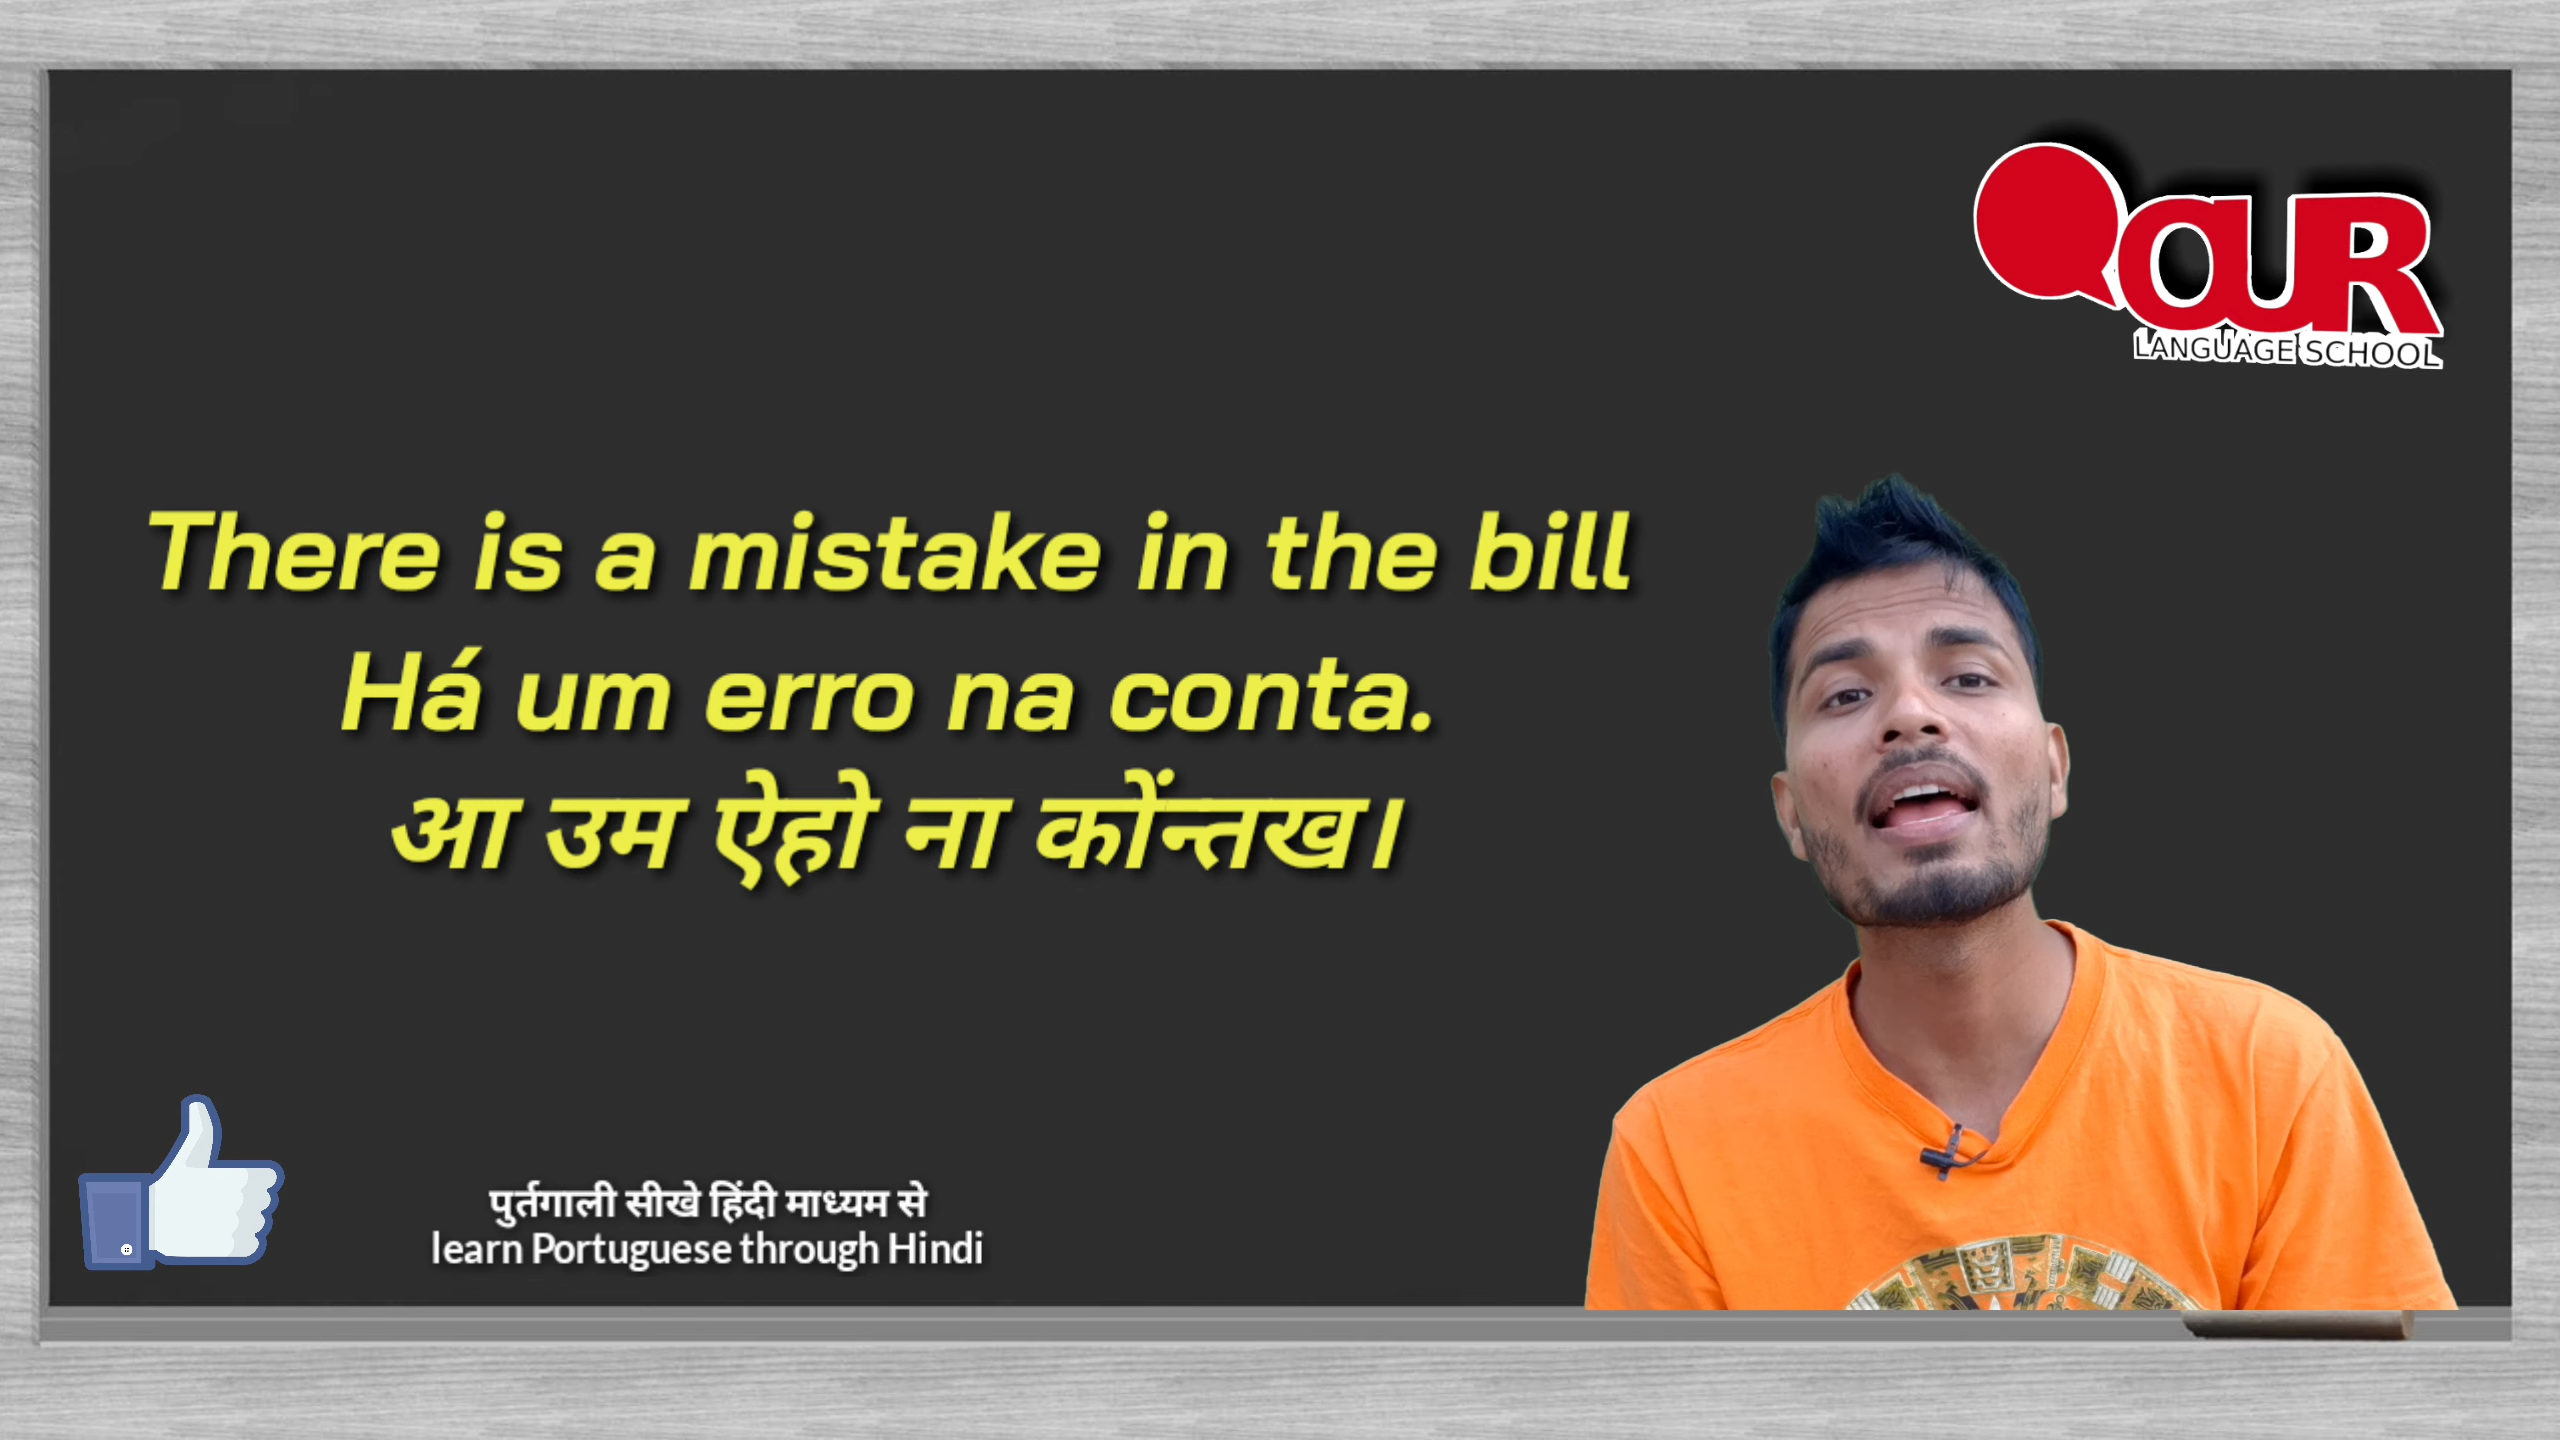 OUR
LANGUAGE SCHOOL
There is a mistake in the bill
Há um erro na conta.
आ उम ऐहो ना कोंन्तख।
पुर्तगाली सीखे हिंदी माध्यम से
learn Portuguese through Hindi